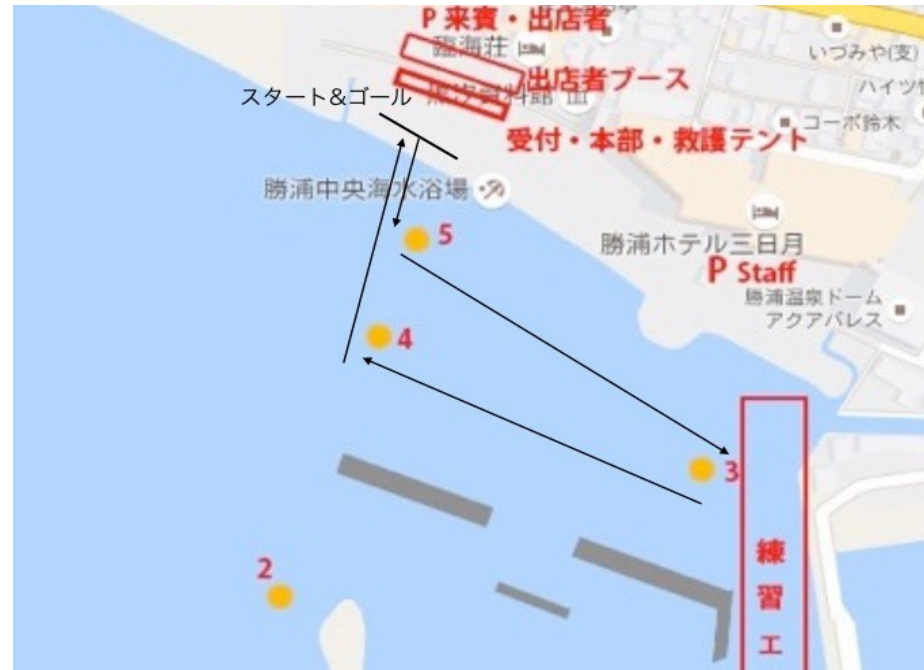 P 来賓・出店者
臨海荘
いづみや(支)
出店者ブース
スタート&ゴール
コーポ鈴木
受付・本部・救護テント
勝浦中央海水浴場
5
勝浦ホテル三日月
P Staff
勝浦温泉ドーム
アクアパレス
4
3
2
練
習
エ